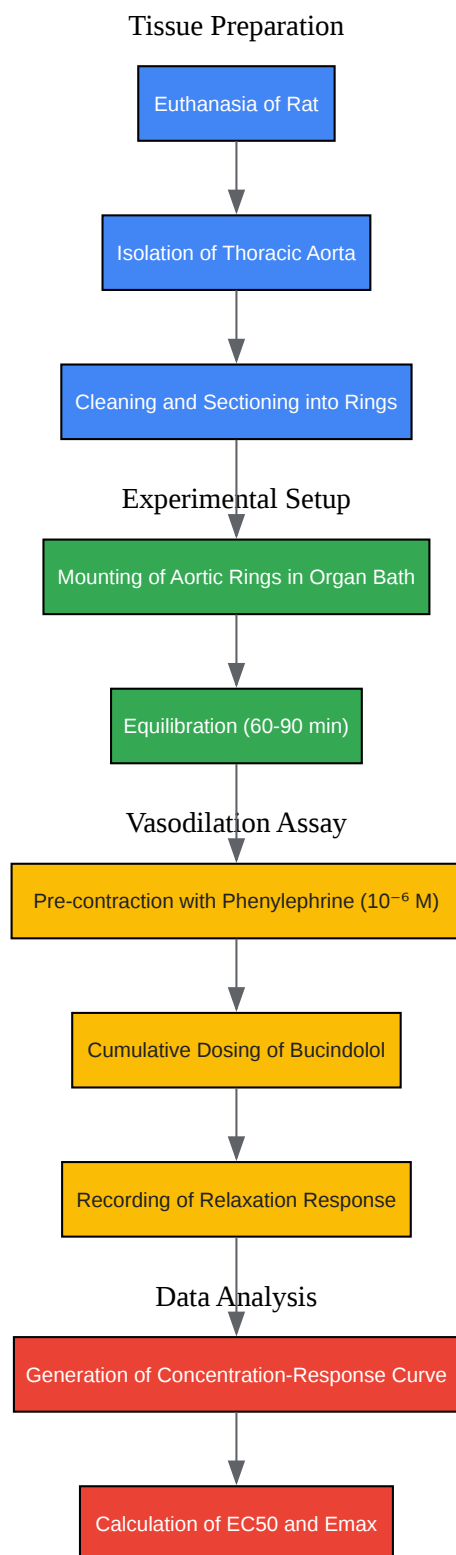 Tissue Preparation
Euthanasia of Rat
Isolation of Thoracic Aorta
Cleaning and Sectioning into Rings
Experimental Setup
Mounting of Aortic Rings in Organ Bath
Equilibration (60-90 min)
Vasodilation Assay
Pre-contraction with Phenylephrine (10⁻⁶ M)
Cumulative Dosing of Bucindolol
Recording of Relaxation Response
Data Analysis
Generation of Concentration-Response Curve
Calculation of EC50 and Emax